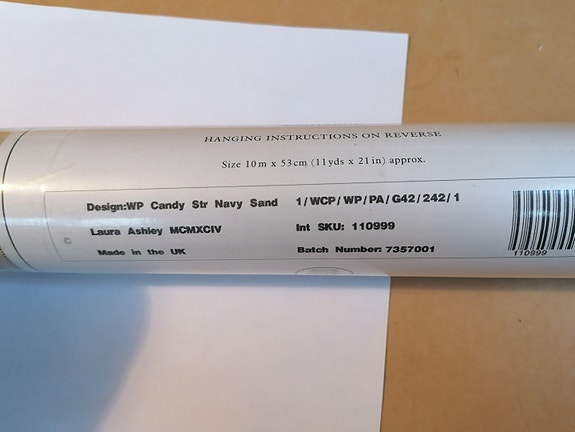 HANGING INSTRUCTIONS ON REVERSE
Size 10m x 53cm (11yds x 21in) approx.
Design:WP Candy Str Navy Sand 1/WCP/WP/PA/G42/242/1
© Laura Ashley MCMXCIV Int SKU: 110999
Made in the UK Batch Number: 7357001
110999